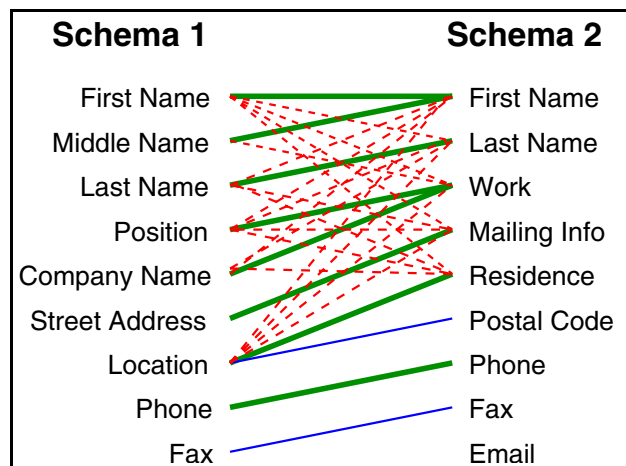 Schema 1 Schema 2
First Name First Name
Middle Name Last Name
Last Name Work
Position Mailing Info
Company Name Residence
Street Address Postal Code
Location Phone
Phone Fax
Fax Email